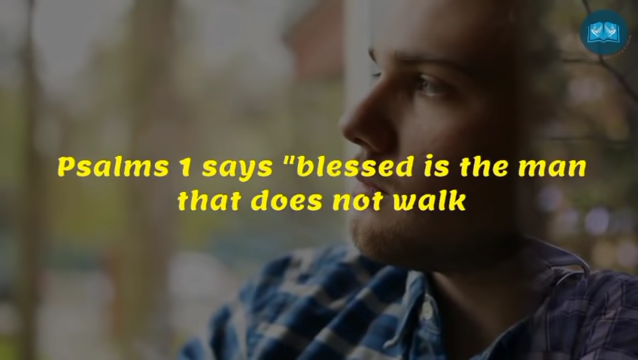 Psalms 1 says "blessed is the man
that does not walk